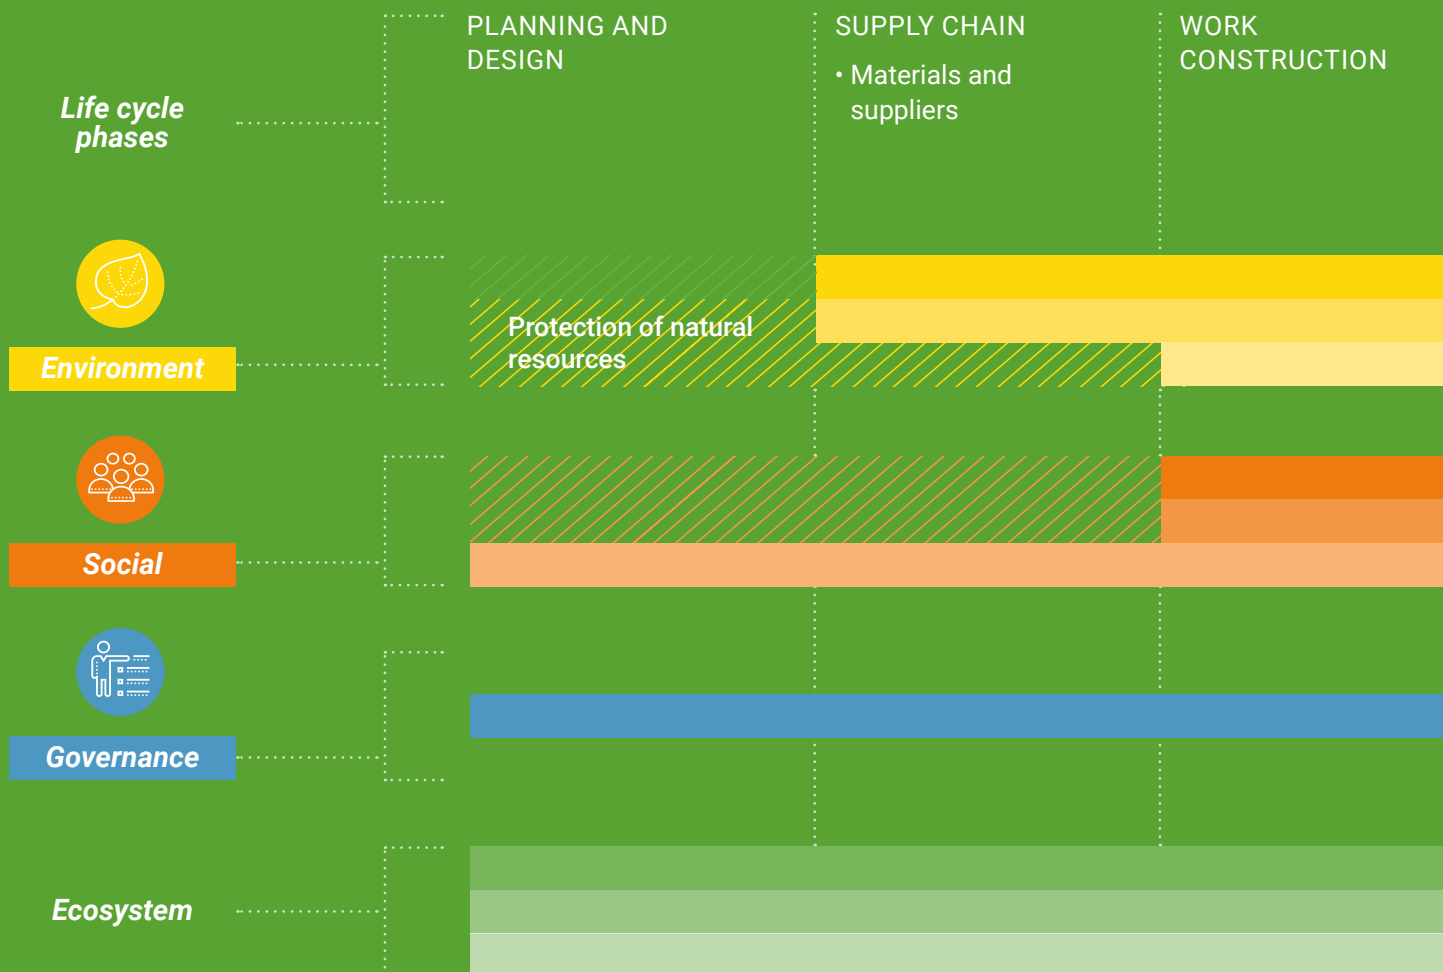 PLANNING AND
DESIGN
SUPPLY CHAIN
• Materials and
suppliers
WORK
CONSTRUCTION
Life cycle
phases
Protection of natural
resources
Environment
Social
Governance
Ecosystem